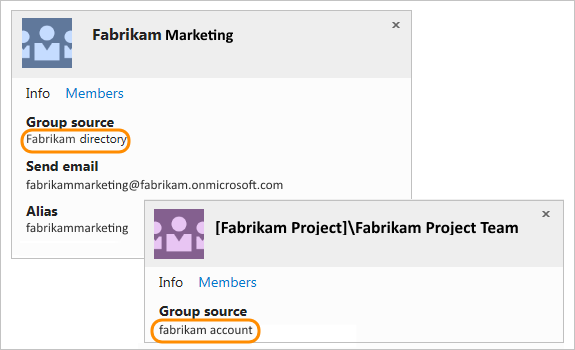 Fabrikam Marketing
Info Members
Group source
Fabrikam directory
Send email
fabrikammarketing@fabrikam.onmicrosoft.com
Alias
fabrikammarketing
[Fabrikam Project]\Fabrikam Project Team
Info Members
Group source
fabrikam account